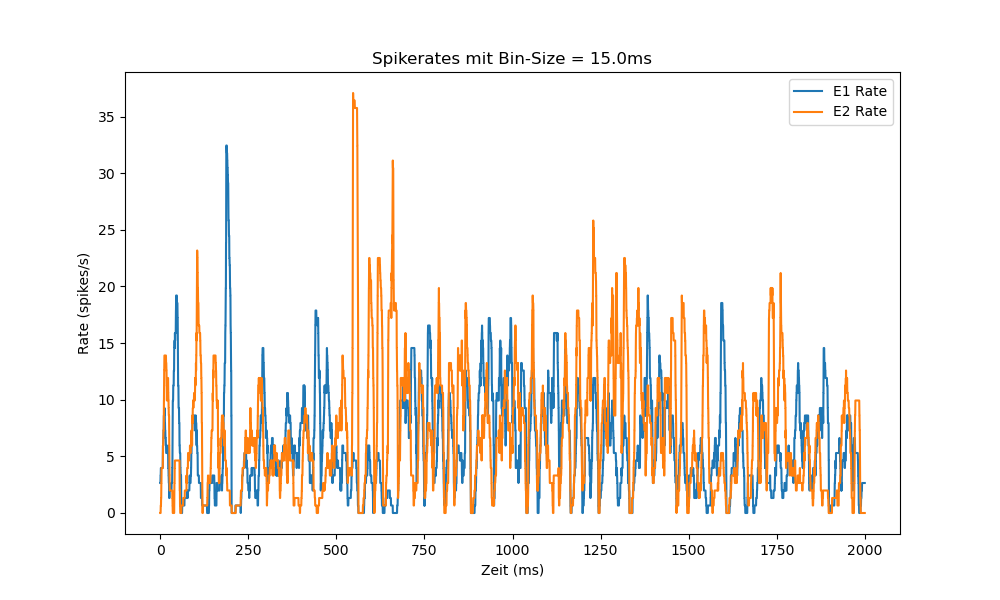 Spikerates mit Bin-Size = 15.0ms
E1 Rate
E2 Rate
Rate (spikes/s)
35
30
25
20
15
10
5
0
0 250 500 750 1000 1250 1500 1750 2000
Zeit (ms)